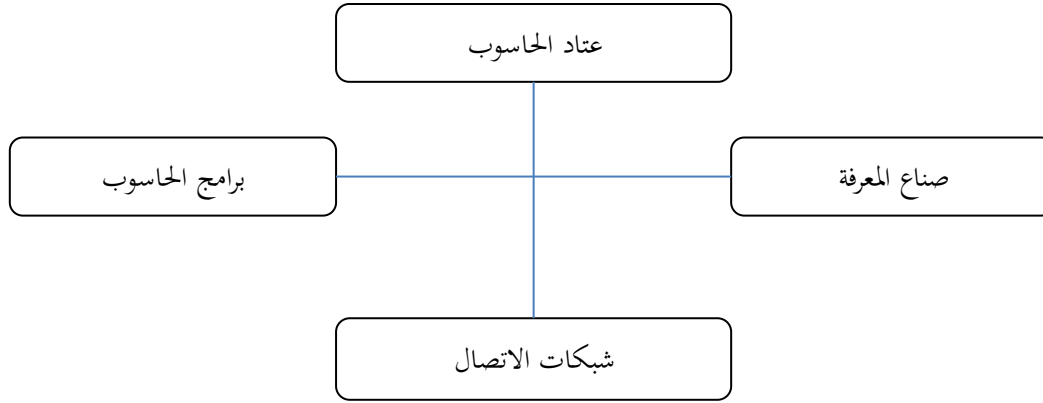 عتاد الحاسوب
صناع المعرفة
برامج الحاسوب
شبكات الاتصال